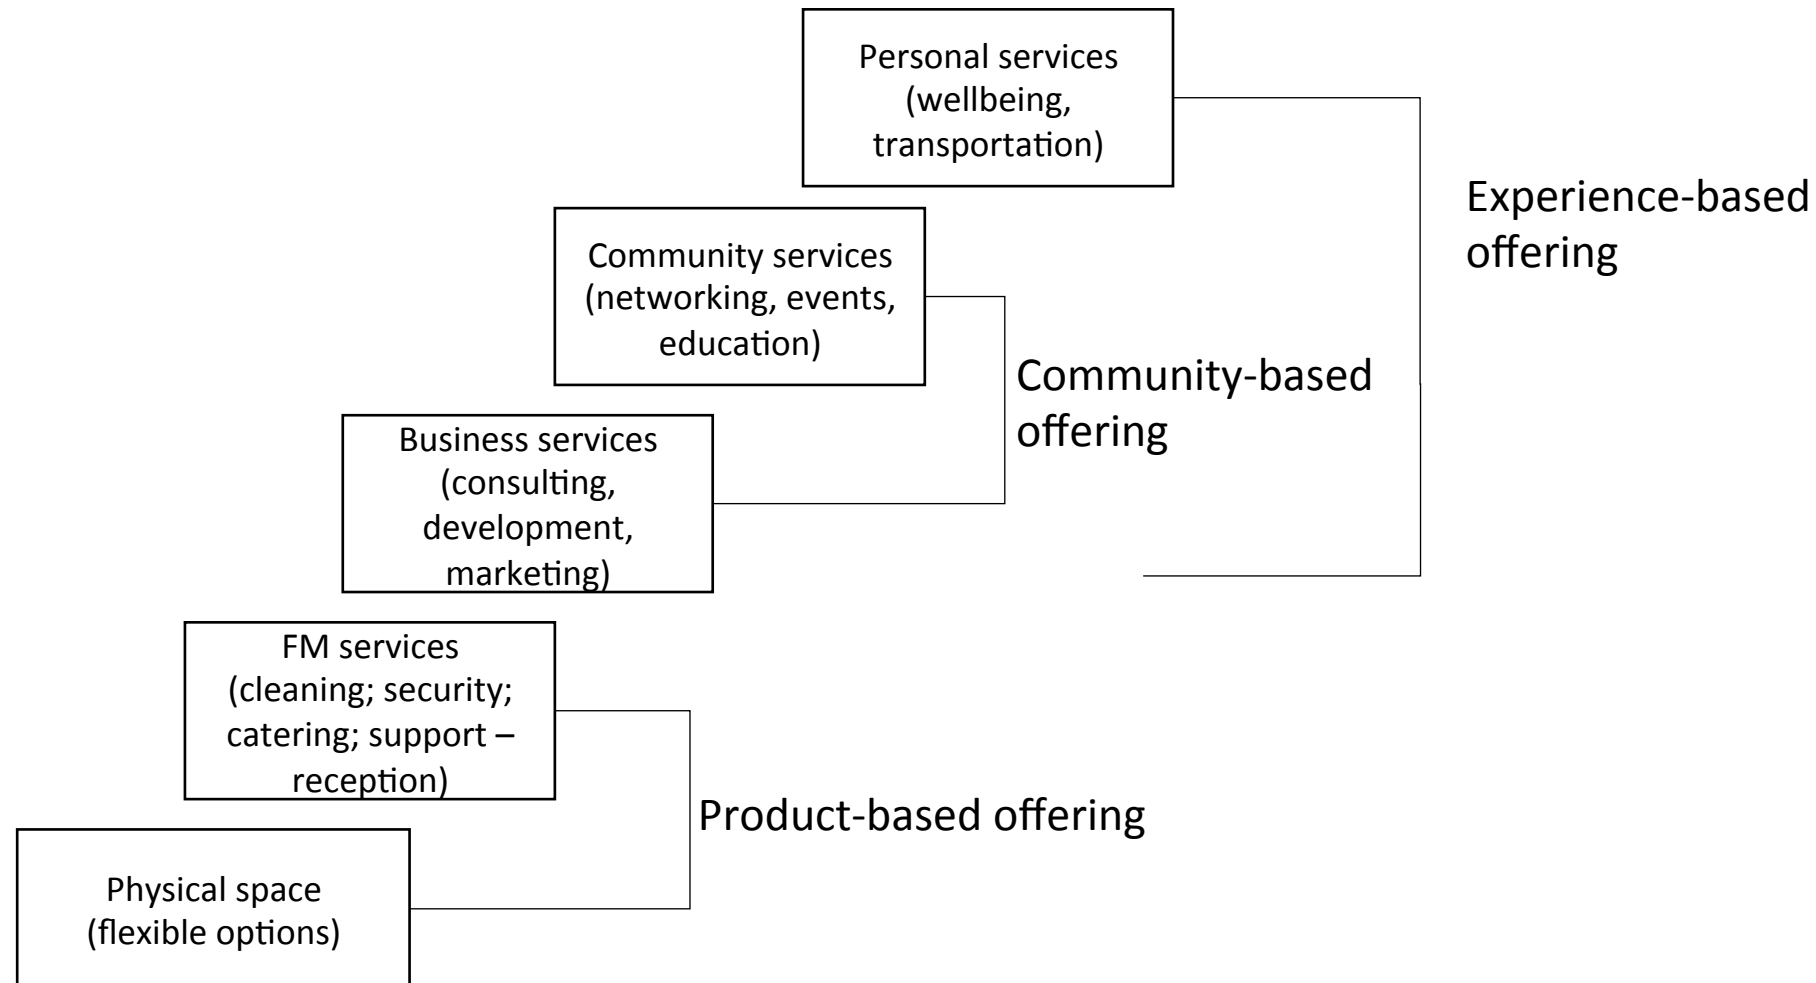 Personal services
(wellbeing,
transportation)
Experience-based
offering
Community services
(networking, events,
education)
Community-based
offering
Business services
(consulting,
development,
marketing)
FM services
(cleaning; security;
catering; support –
reception)
Product-based offering
Physical space
(flexible options)